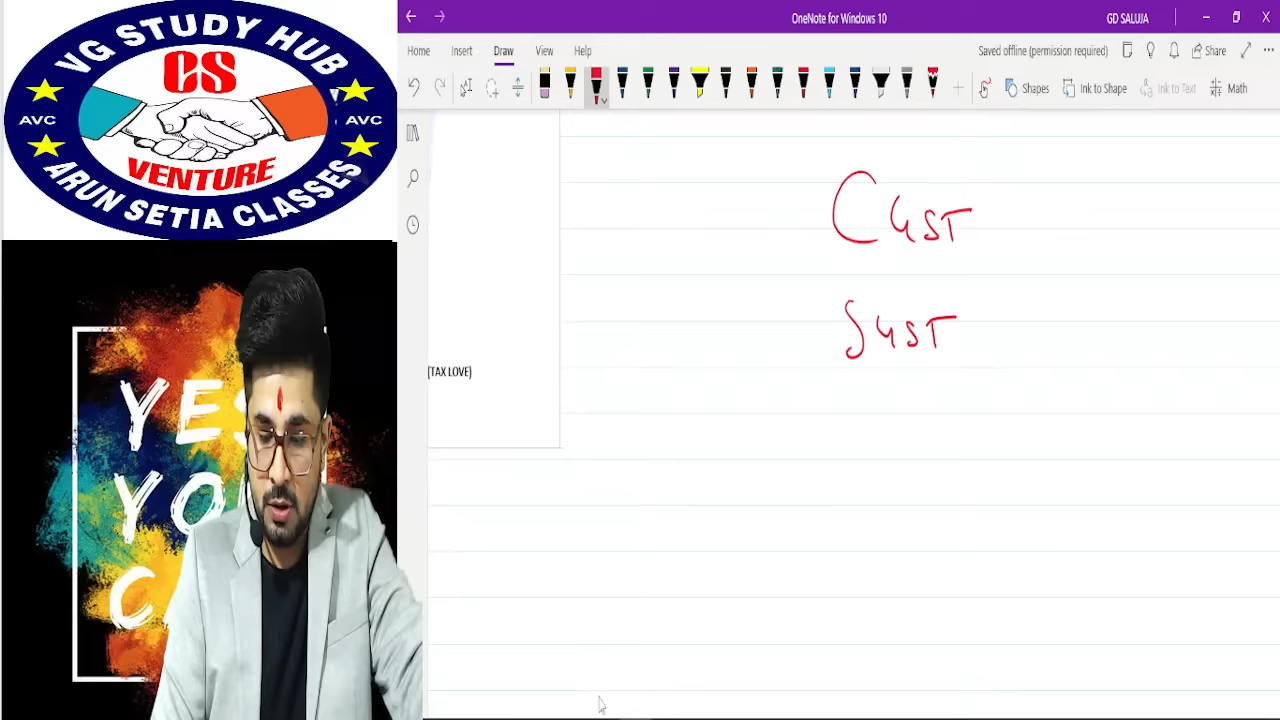 VG STUDY HUB
CS
AVC
AVC
VENTURE
ARUN SETIA CLASSES
YES
YOU
OneNote for Windows 10
GD SALUJA
Home Insert Draw View Help
Saved offline (permission required)
Share
Shapes
Ink to Shape
Ink to Text
Math
CGST
SGST
(TAX LOVE)